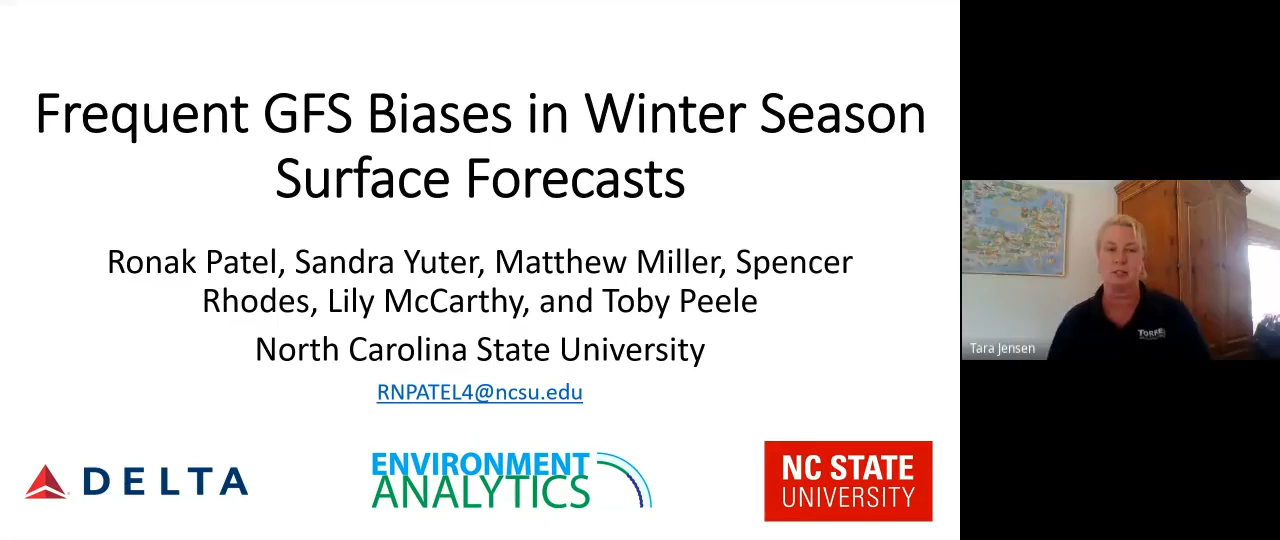 Frequent GFS Biases in Winter Season
Surface Forecasts
Ronak Patel, Sandra Yuter, Matthew Miller, Spencer
Rhodes, Lily McCarthy, and Toby Peele
North Carolina State University
RNPATEL4@ncsu.edu
DELTA
ENVIRONMENT
ANALYTICS
NC STATE
UNIVERSITY
Tara Jensen